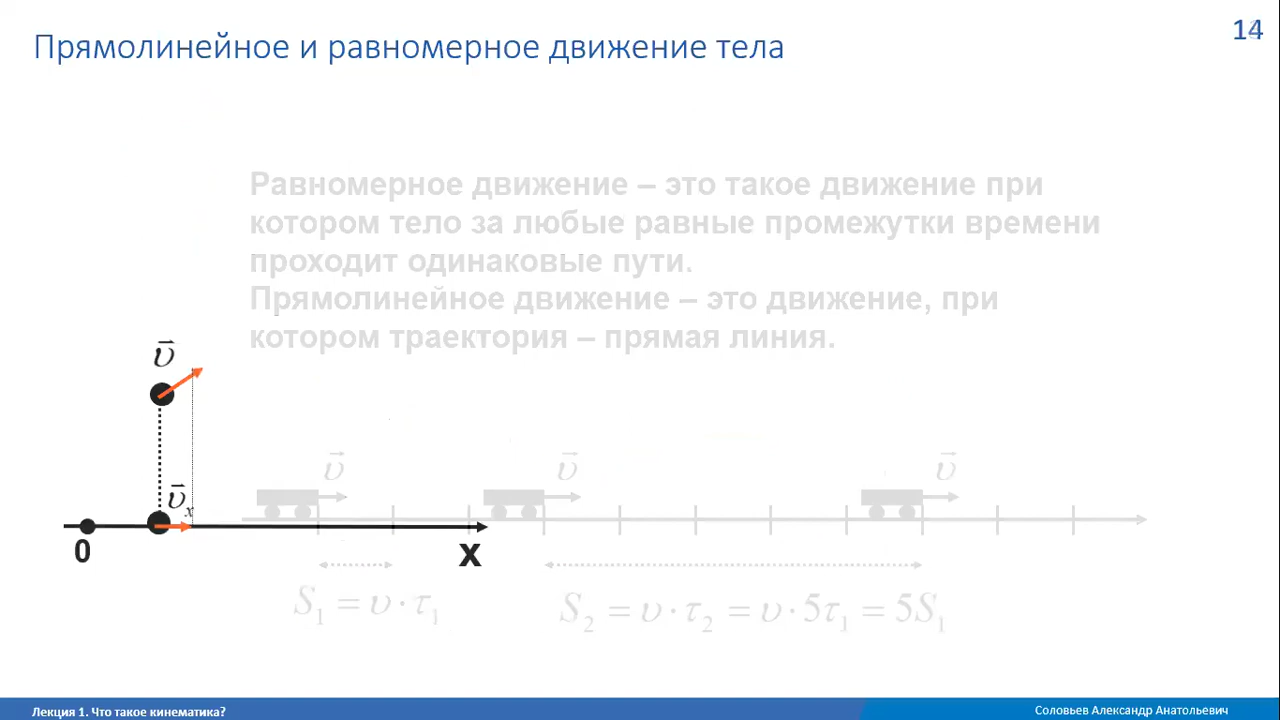 Прямолинейное и равномерное движение тела
14
Равномерное движение – это такое движение при
котором тело за любые равные промежутки времени
проходит одинаковые пути.
Прямолинейное движение – это движение, при
котором траектория – прямая линия.
υ⃗
υ⃗ₓ
0
x
υ⃗
υ⃗
υ⃗
S₁ = υ · τ₁
S₂ = υ · τ₂ = υ · 5τ₁ = 5S₁
Лекция 1. Что такое кинематика?
Соловьев Александр Анатольевич